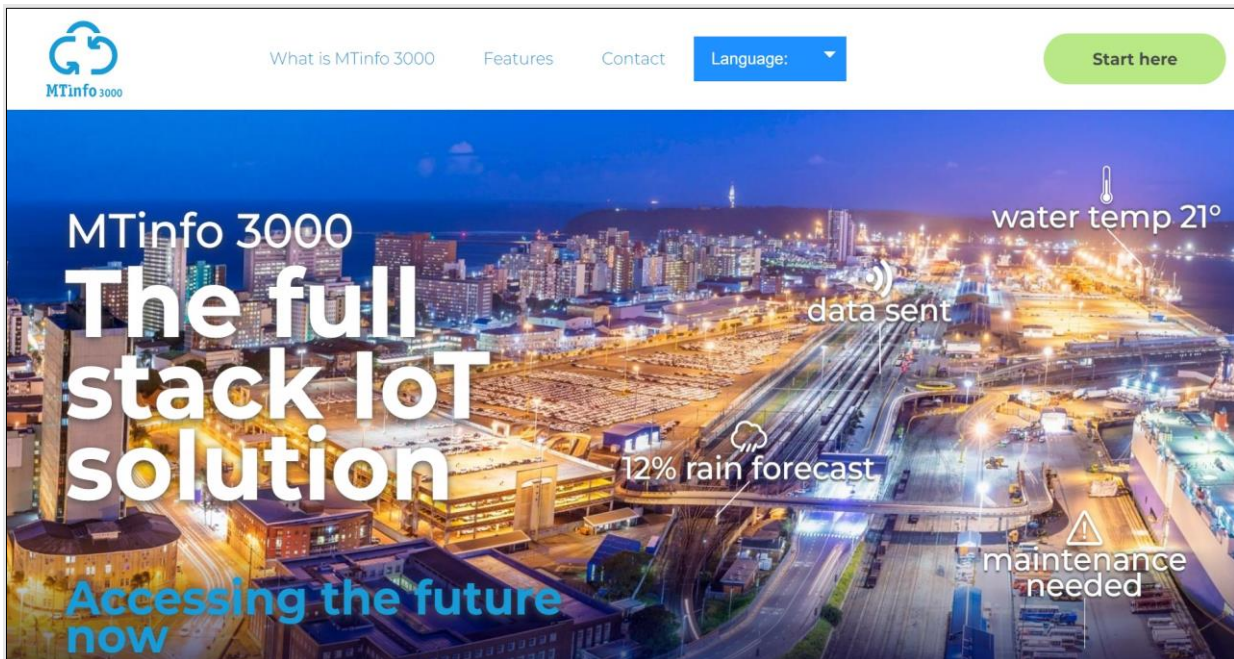 MTinfo 3000
What is MTinfo 3000
Features
Contact
Language:
Start here
MTinfo 3000
The full
stack IoT
solution
Accessing the future
now
water temp 21°
data sent
12% rain forecast
maintenance
needed